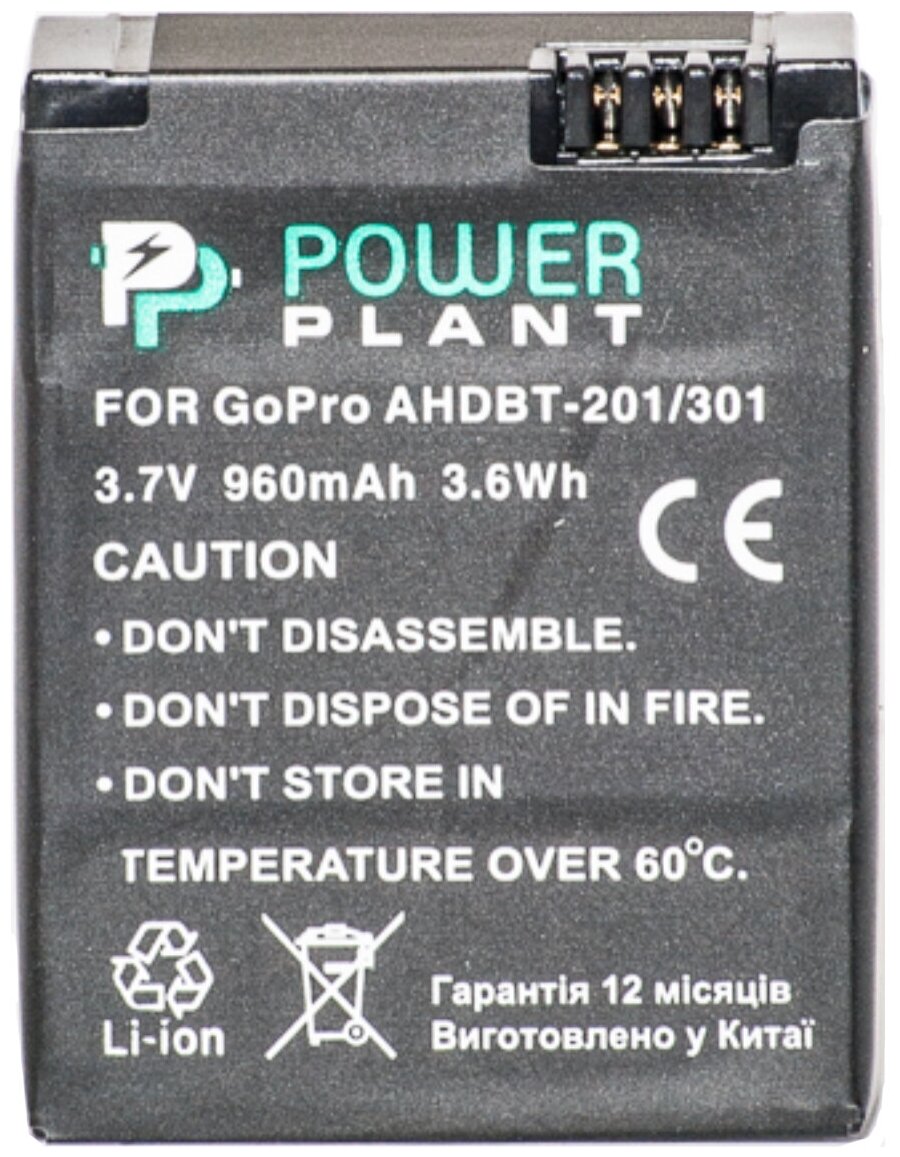 POWER
PLANT
FOR GoPro AHDBT-201/301
3.7V 960mAh 3.6Wh
CE
CAUTION
• DON'T DISASSEMBLE.
• DON'T DISPOSE OF IN FIRE.
• DON'T STORE IN
TEMPERATURE OVER 60°C.
Li-ion
Гарантія 12 місяців
Виготовлено у Китаї